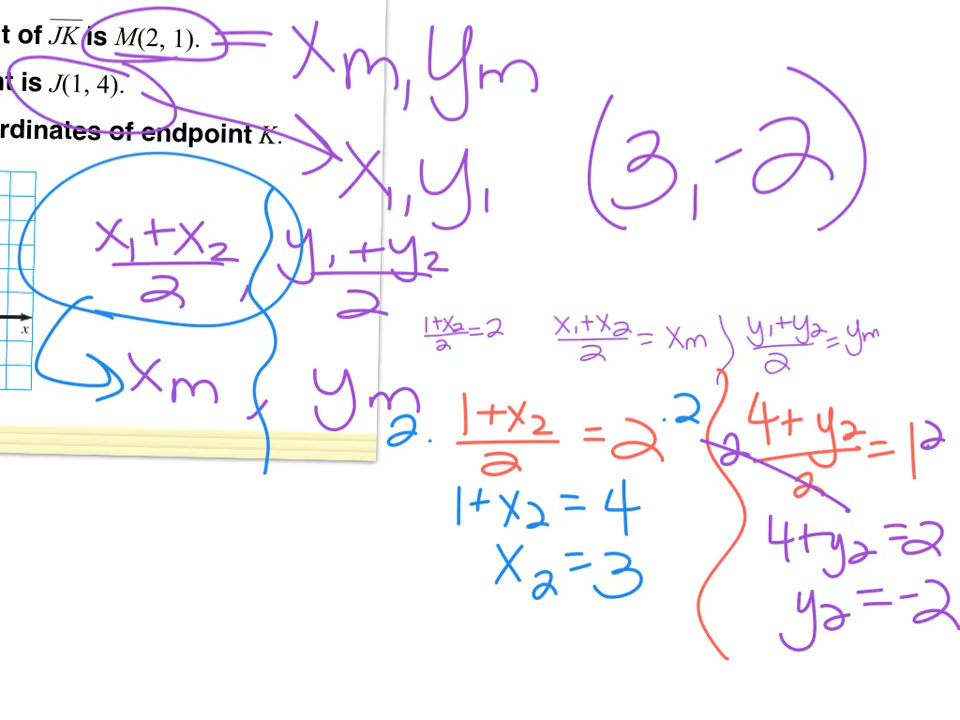 t of JK is M(2, 1). = xm, ym
t is J(1, 4).
x1, y1
(3, -2)
rdinates of endpoint K.
x1+x2/2, y1+y2/2
x
xm, ym
1+x2/2=2
x1+x2/2 = xm
y1+y2/2 = ym
2. 1+x2/2 = 2 .2
1+x2 = 4
x2 = 3
2 4+y2/2 = 1 2
4+y2 = 2
y2 = -2